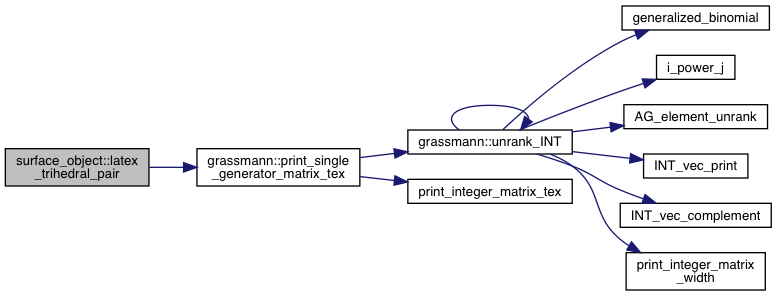 surface_object::latex
_trihedral_pair
grassmann::print_single
_generator_matrix_tex
grassmann::unrank_INT
print_integer_matrix_tex
generalized_binomial
i_power_j
AG_element_unrank
INT_vec_print
INT_vec_complement
print_integer_matrix
_width